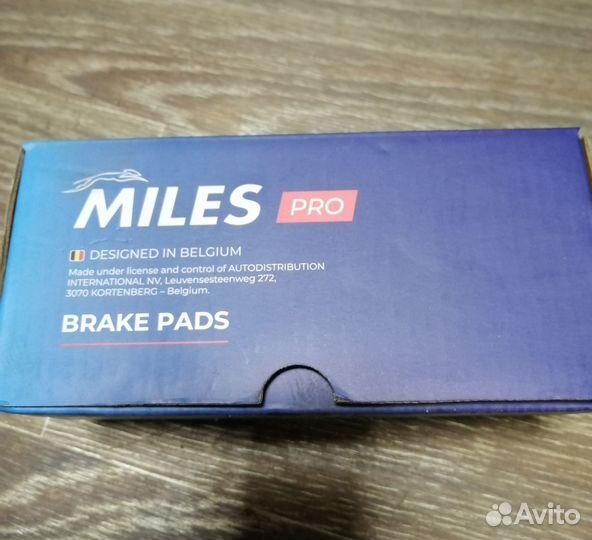 MILES PRO
DESIGNED IN BELGIUM
Made under license and control of AUTODISTRIBUTION
INTERNATIONAL NV, Leuvensesteenweg 272,
3070 KORTENBERG – Belgium.
BRAKE PADS
Avito